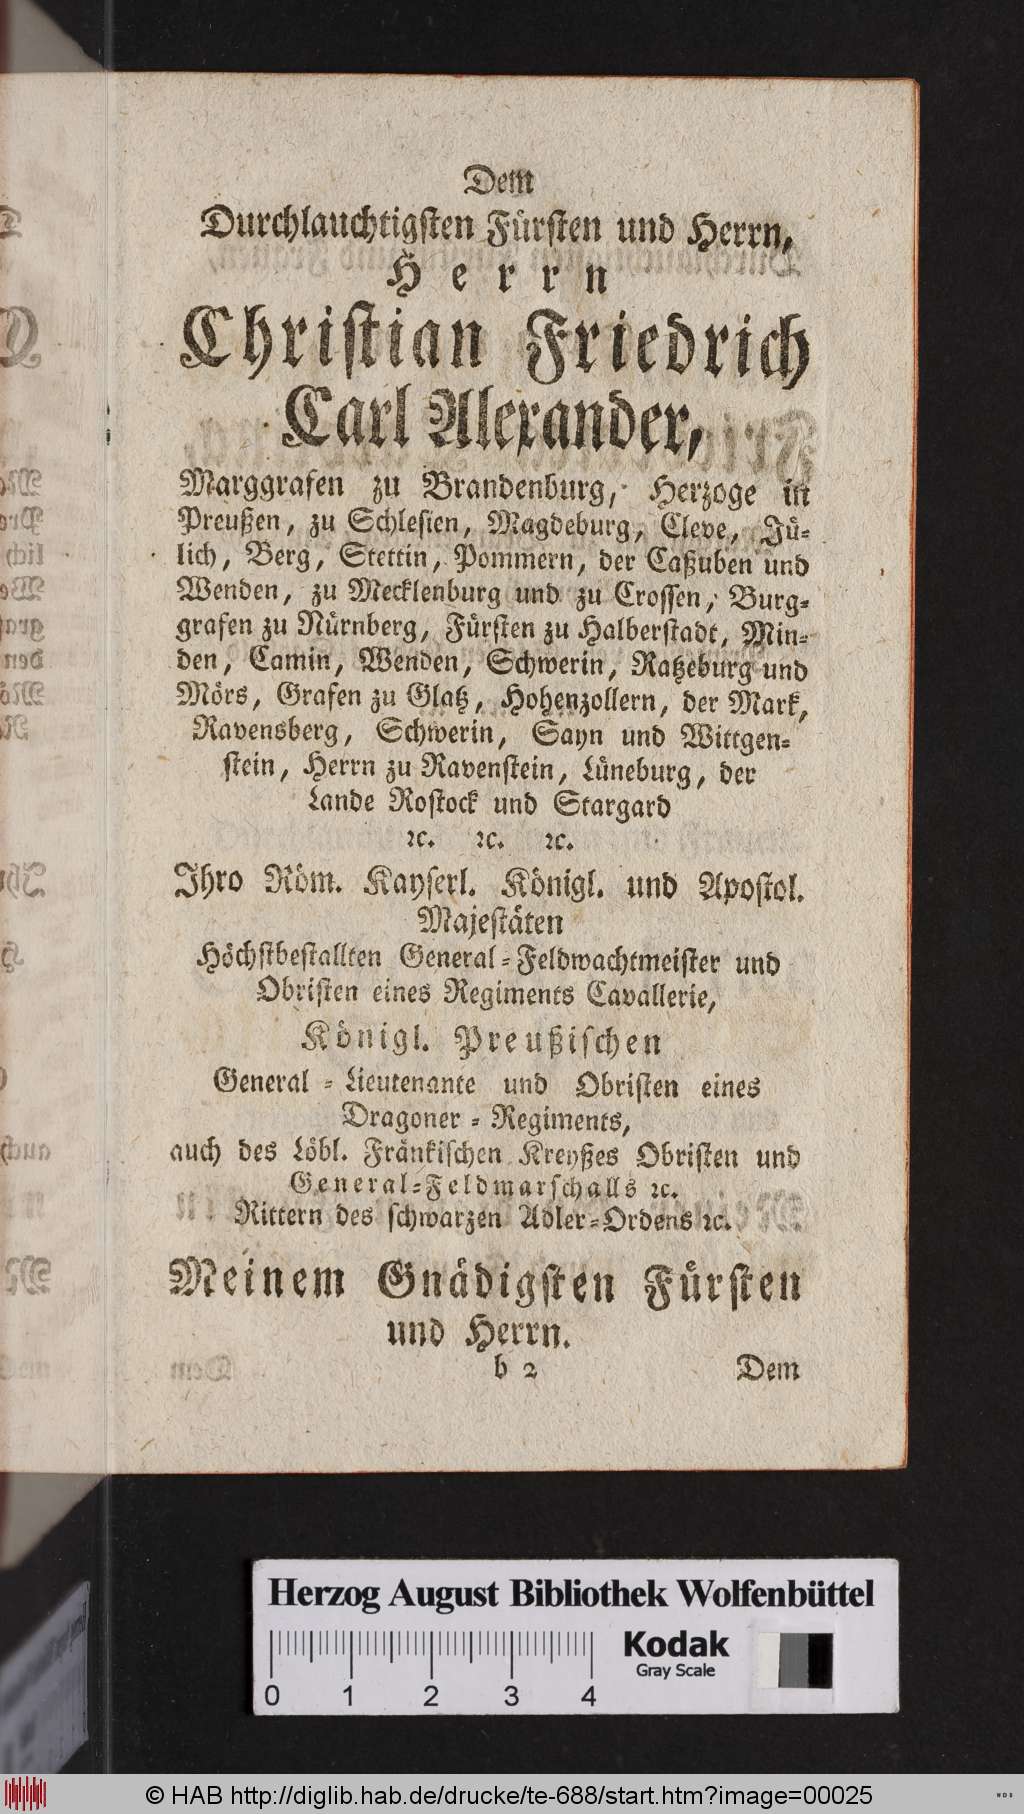 Dem
Durchlauchtigsten Fürsten und Herrn,
Herrn
Christian Friedrich
Carl Alexander,
Marggrafen zu Brandenburg, Herzoge in
Preußen, zu Schlesien, Magdeburg, Cleve, Jü-
lich, Berg, Stettin, Pommern, der Caßuben und
Wenden, zu Mecklenburg und zu Crossen, Burg-
grafen zu Nürnberg, Fürsten zu Halberstadt, Min-
den, Camin, Wenden, Schwerin, Ratzeburg und
Mörs, Grafen zu Glatz, Hohenzollern, der Mark,
Ravensberg, Schwerin, Sayn und Wittgen-
stein, Herrn zu Ravenstein, Lüneburg, der
Lande Rostock und Stargard
ꝛc. ꝛc. ꝛc.
Ihro Röm. Kayserl. Königl. und Apostol.
Majestäten
Höchstbestallten General-Feldwachtmeister und
Obristen eines Regiments Cavallerie,
Königl. Preußischen
General-Lieutenante und Obristen eines
Dragoner-Regiments,
auch des Löbl. Fränkischen Kreyßes Obristen und
General-Feldmarschalls ꝛc.
Rittern des schwarzen Adler-Ordens ꝛc.
Meinem Gnädigsten Fürsten
und Herrn.
b 2 Dem
Herzog August Bibliothek Wolfenbüttel
Kodak
Gray Scale
0 1 2 3 4
© HAB http://diglib.hab.de/drucke/te-688/start.htm?image=00025